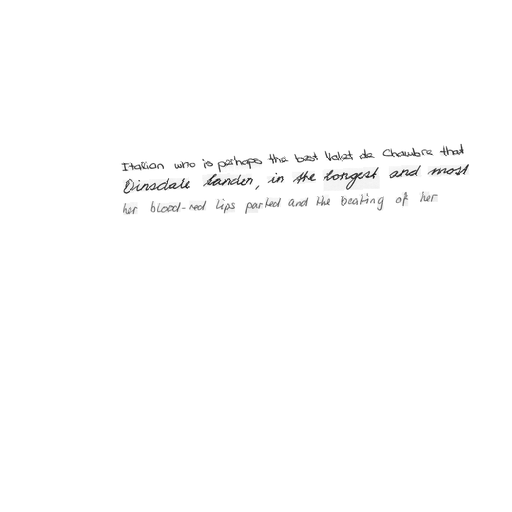 Italian who is perhaps the best Valet de Chambre that
Dinsdale Landen, in the longest and most
her blood-red lips parted and the beating of her